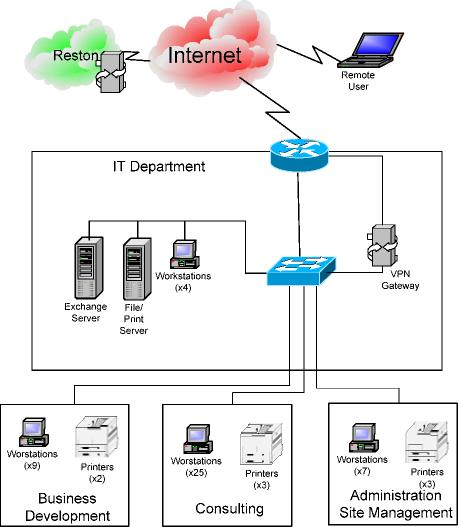 Reston
Internet
Remote
User
IT Department
Exchange
Server
File/
Print
Server
Workstations
(x4)
VPN
Gateway
Worstations
(x9)
Printers
(x2)
Business
Development
Worstations
(x25)
Printers
(x3)
Consulting
Worstations
(x7)
Printers
(x3)
Administration
Site Management